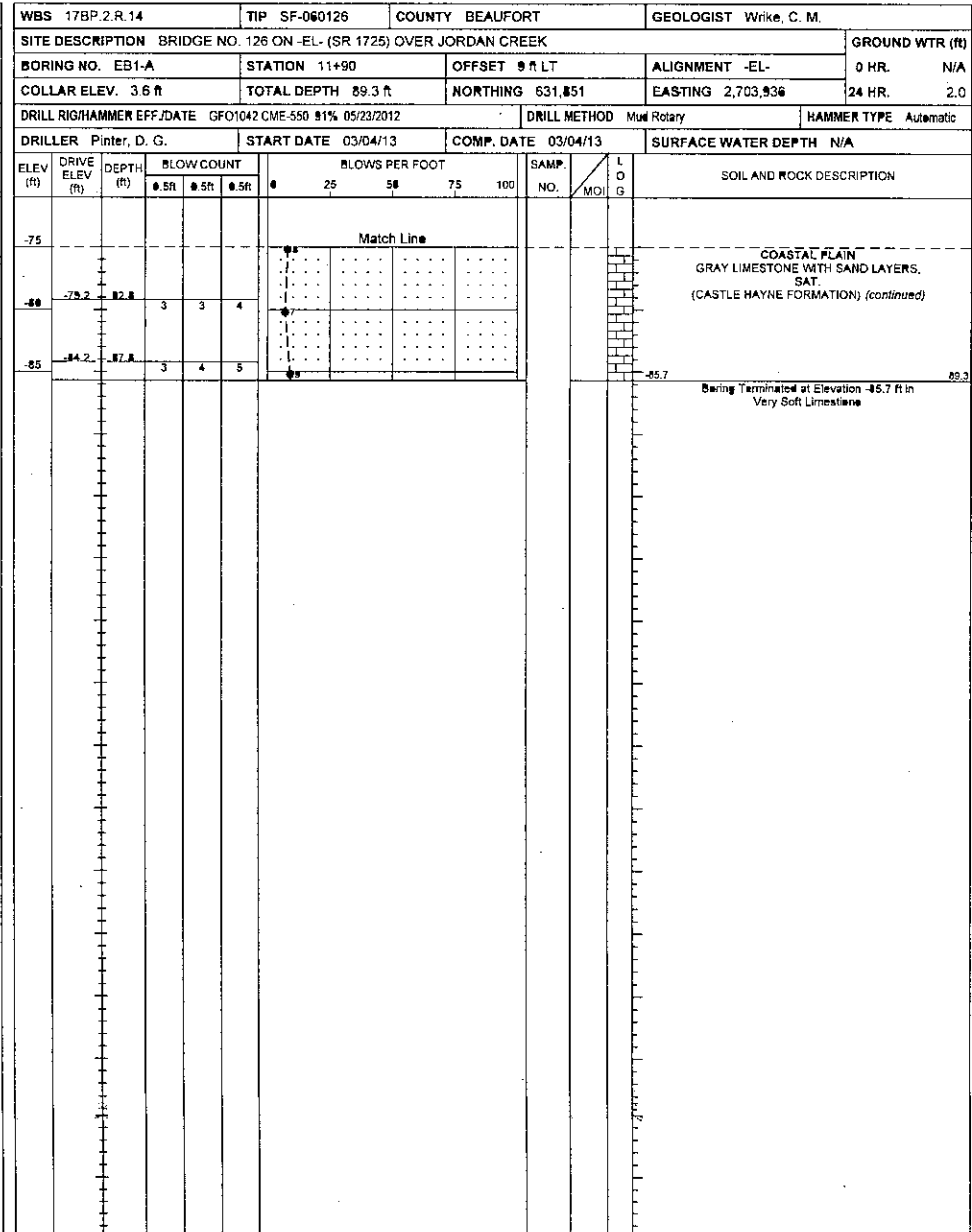 WBS 17BP.2.R.14 TIP SF-060126 COUNTY BEAUFORT GEOLOGIST Wrike, C. M.
SITE DESCRIPTION BRIDGE NO. 126 ON -EL- (SR 1725) OVER JORDAN CREEK GROUND WTR (ft)
BORING NO. EB1-A STATION 11+90 OFFSET 9 ft LT ALIGNMENT -EL- 0 HR. N/A
COLLAR ELEV. 3.6 ft TOTAL DEPTH 89.3 ft NORTHING 631,851 EASTING 2,703,936 24 HR. 2.0
DRILL RIG/HAMMER EFF./DATE GFO1042 CME-550 91% 05/23/2012 DRILL METHOD Mud Rotary HAMMER TYPE Automatic
DRILLER Pinter, D. G. START DATE 03/04/13 COMP. DATE 03/04/13 SURFACE WATER DEPTH N/A
ELEV (ft) DRIVE ELEV (ft) DEPTH (ft) BLOW COUNT BLOWS PER FOOT SAMP. NO. MOI LOG SOIL AND ROCK DESCRIPTION
0.5ft 0.5ft 0.5ft 0 25 50 75 100
Match Line
-75
COASTAL PLAIN
GRAY LIMESTONE WITH SAND LAYERS,
SAT.
(CASTLE HAYNE FORMATION) (continued)
-80 -79.2 82.8 3 3 4 7
-85 -84.2 87.8 3 4 5 9
-85.7 89.3
Boring Terminated at Elevation -85.7 ft in
Very Soft Limestone